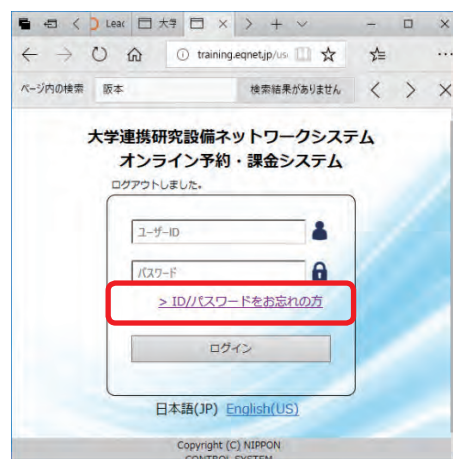 Leac
大学
training.eqnet.jp/us
ページ内の検索 阪本 検索結果がありません
大学連携研究設備ネットワークシステム
オンライン予約・課金システム
ログアウトしました。
ユーザーID
パスワード
> ID/パスワードをお忘れの方
ログイン
日本語(JP) English(US)
Copyright (C) NIPPON
CONTROL SYSTEM